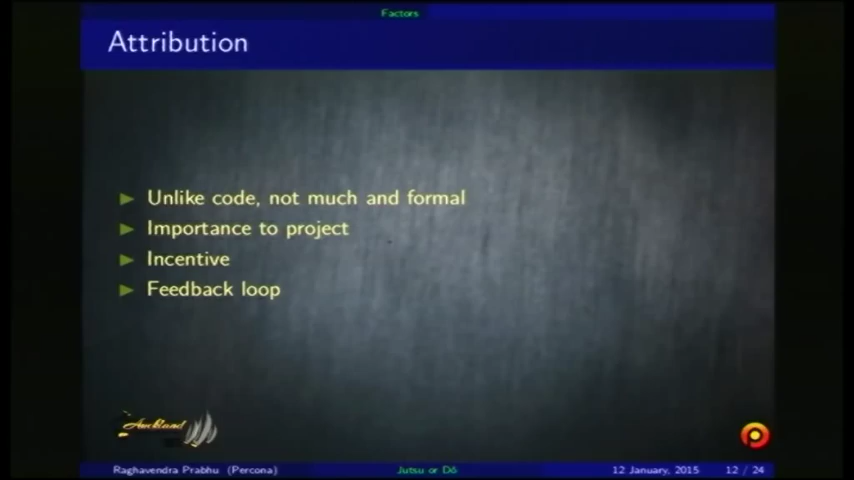 Factors
Attribution
Unlike code, not much and formal
Importance to project
Incentive
Feedback loop
Auckland
Raghavendra Prabhu (Percona) Jutsu or Dō 12 January, 2015 12 / 24